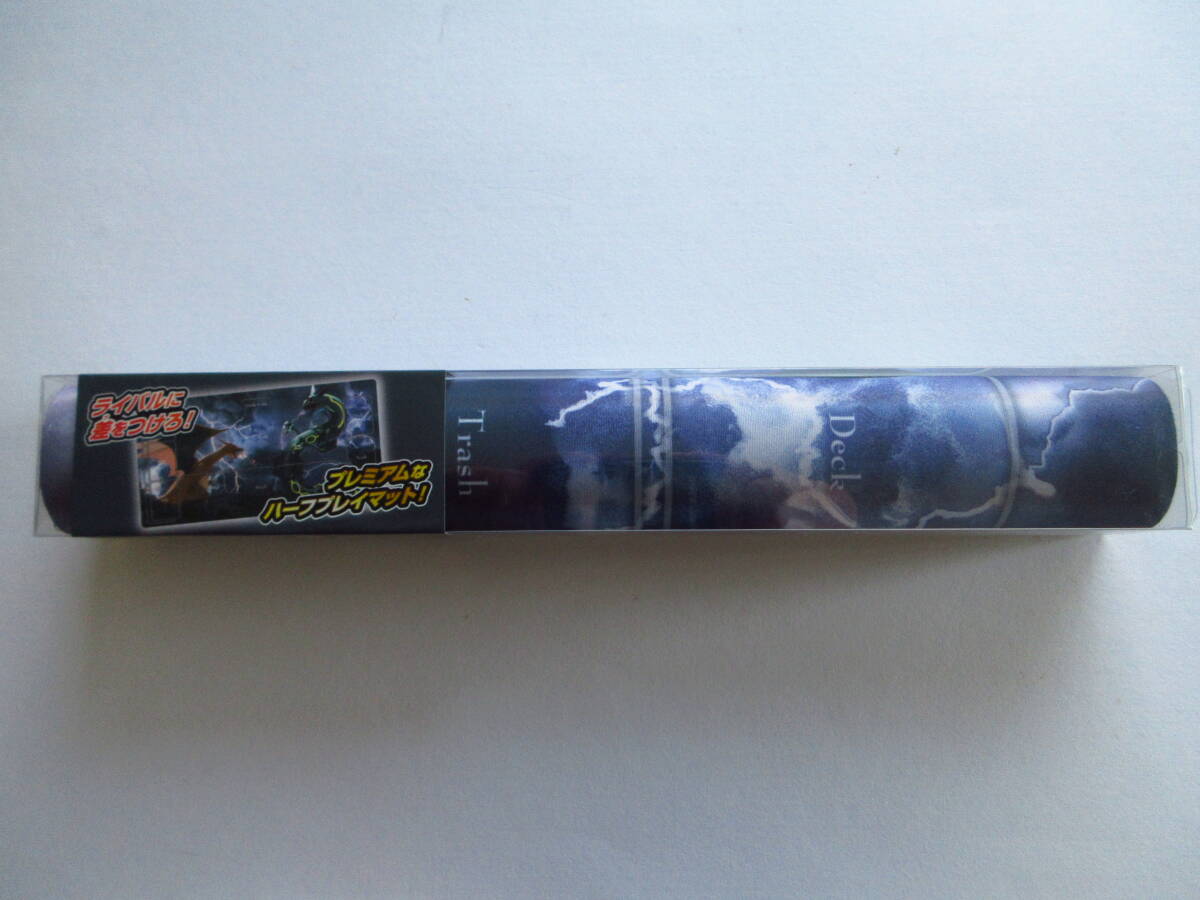 ライバルに
差をつけろ！
プレミアムな
ハーフプレイマット！
Trash
Deck